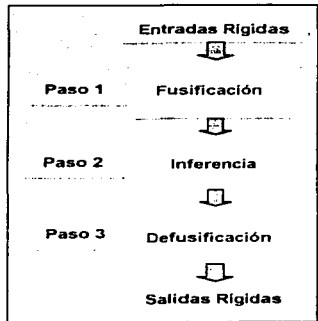 Entradas Rígidas
Paso 1 Fusificación
Paso 2 Inferencia
Paso 3 Defusificación
Salidas Rígidas